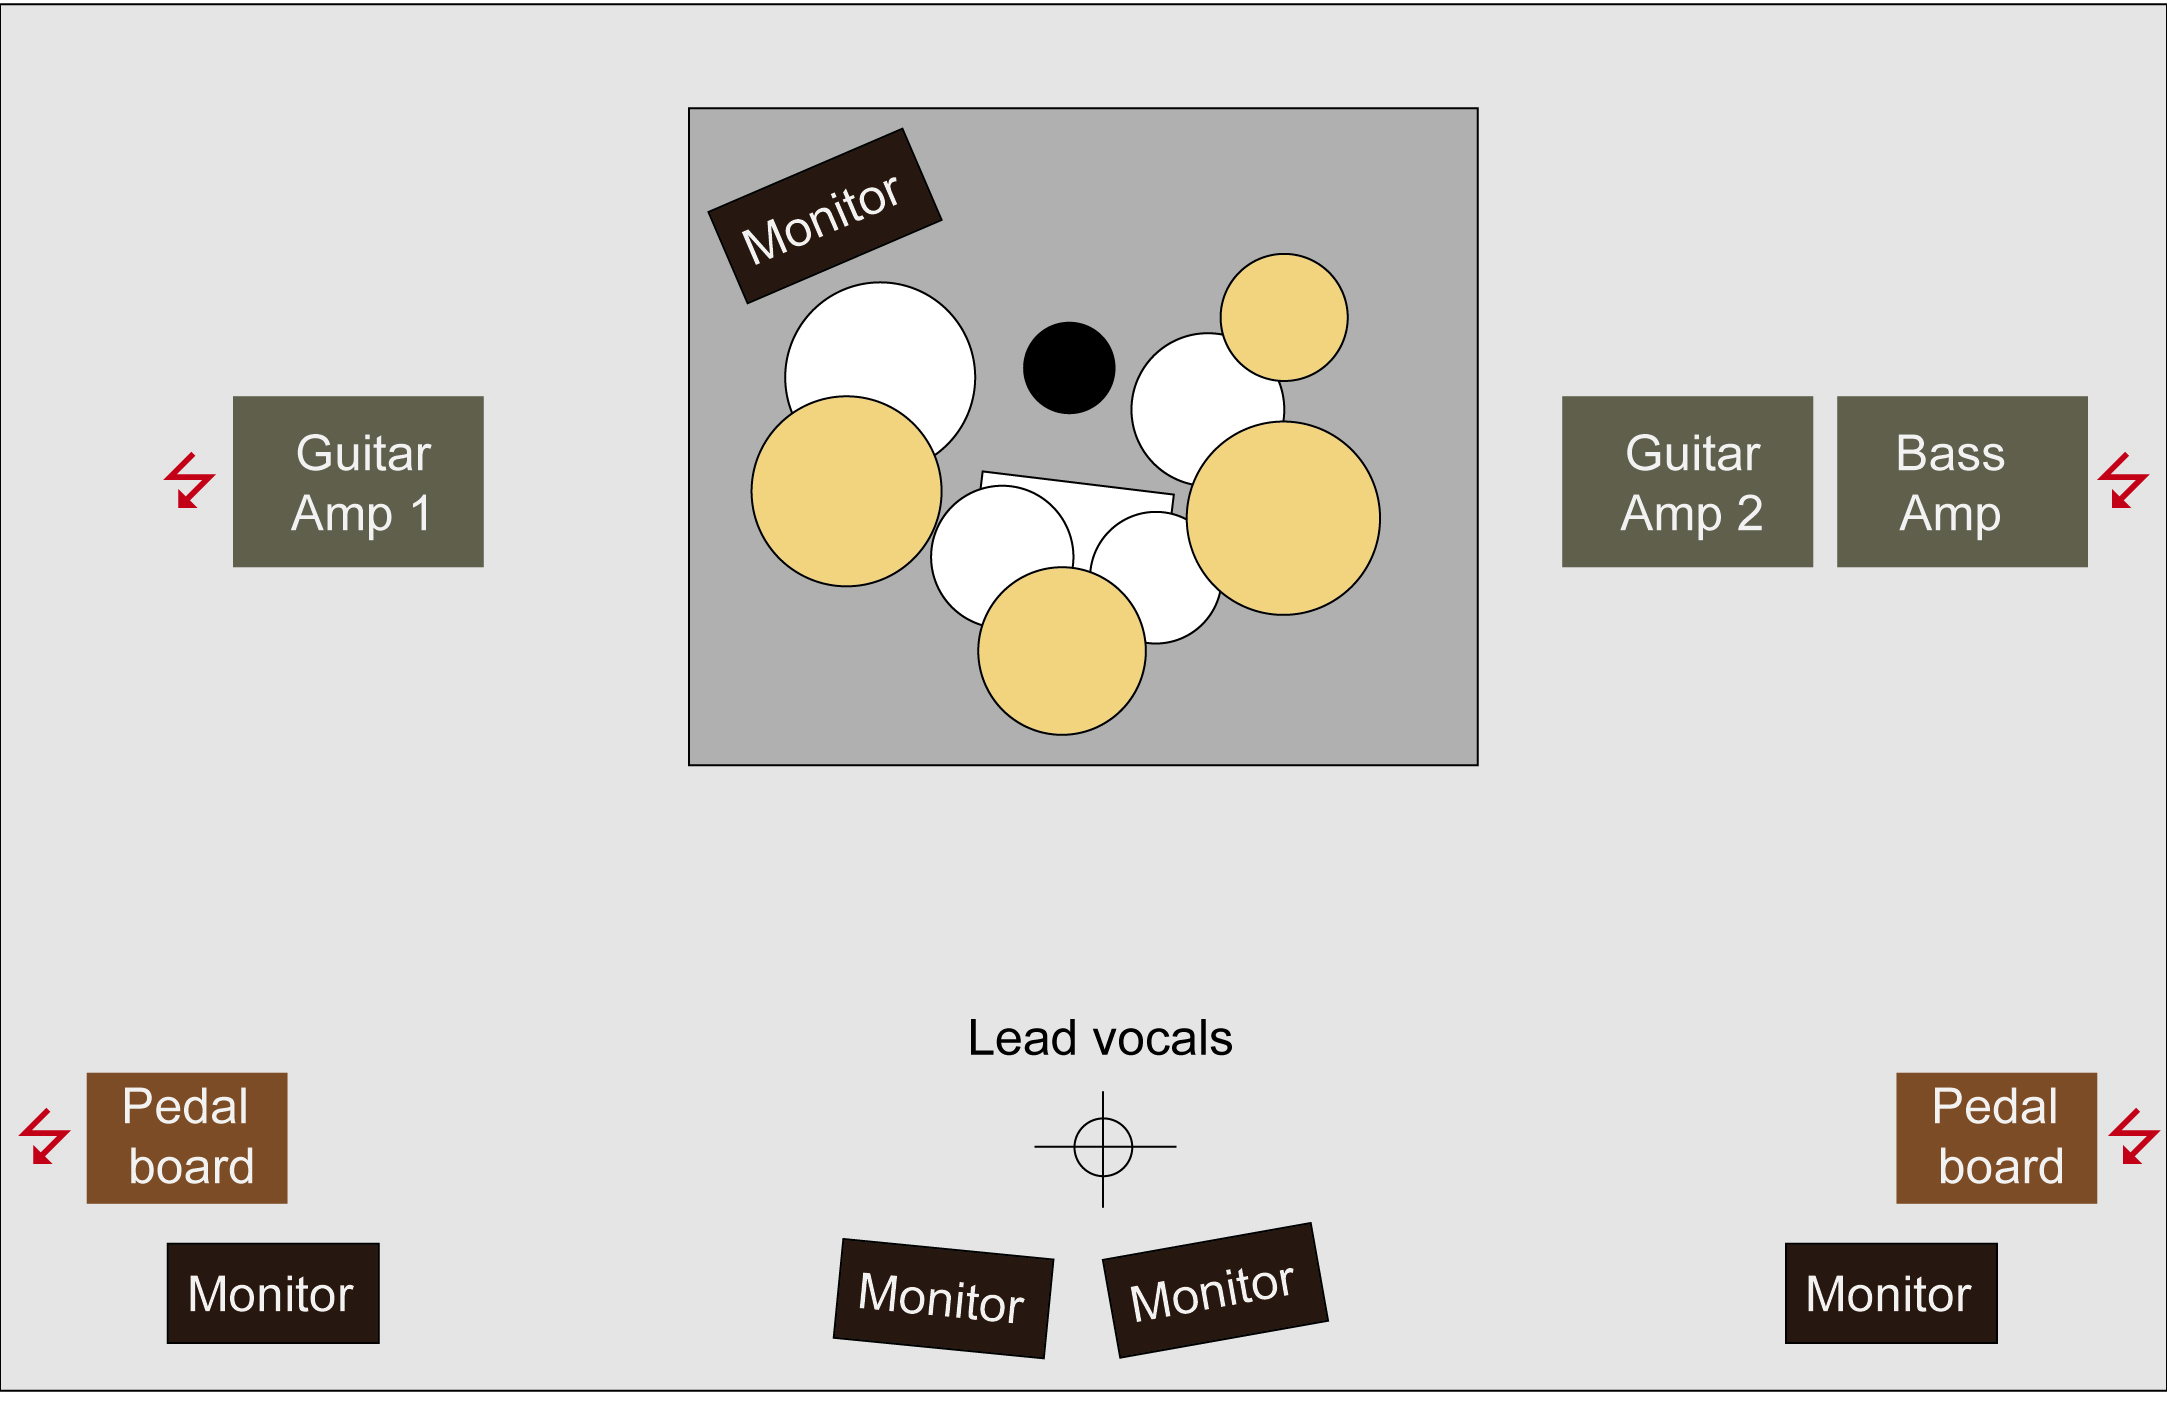 Monitor
Guitar
Amp 1
Guitar
Amp 2
Bass
Amp
Lead vocals
Pedal
board
Pedal
board
Monitor
Monitor
Monitor
Monitor